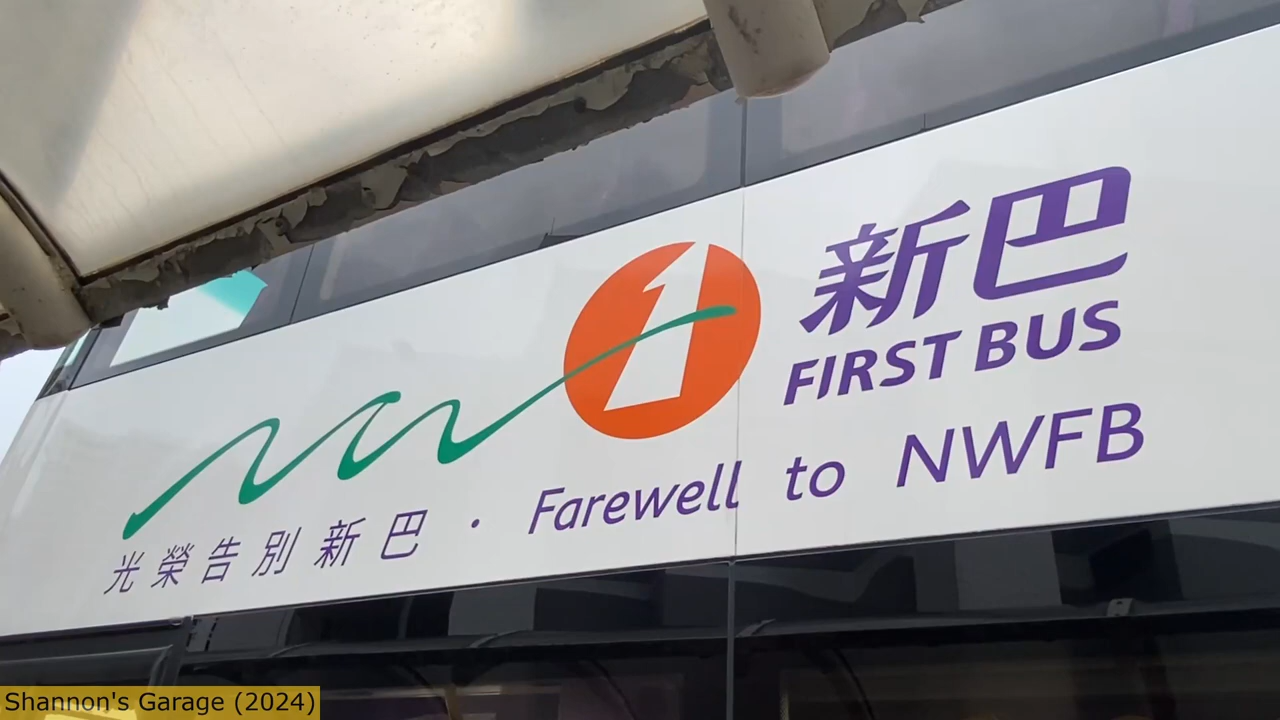 新巴
FIRST BUS
光榮告別新巴 · Farewell to NWFB
Shannon's Garage (2024)